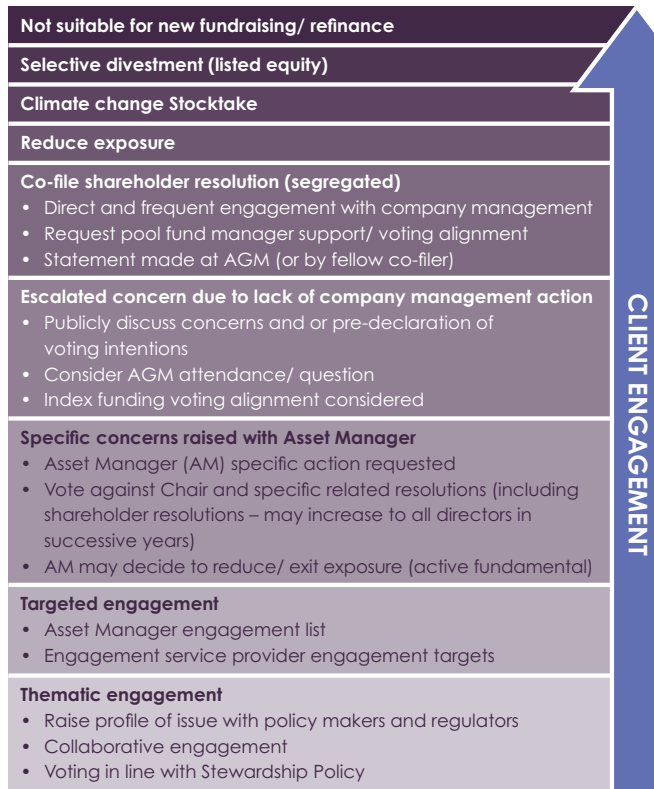 Not suitable for new fundraising/ refinance
Selective divestment (listed equity)
Climate change Stocktake
Reduce exposure
Co-file shareholder resolution (segregated)
• Direct and frequent engagement with company management
• Request pool fund manager support/ voting alignment
• Statement made at AGM (or by fellow co-filer)
Escalated concern due to lack of company management action
• Publicly discuss concerns and or pre-declaration of
voting intentions
• Consider AGM attendance/ question
• Index funding voting alignment considered
Specific concerns raised with Asset Manager
• Asset Manager (AM) specific action requested
• Vote against Chair and specific related resolutions (including
shareholder resolutions – may increase to all directors in
successive years)
• AM may decide to reduce/ exit exposure (active fundamental)
Targeted engagement
• Asset Manager engagement list
• Engagement service provider engagement targets
Thematic engagement
• Raise profile of issue with policy makers and regulators
• Collaborative engagement
• Voting in line with Stewardship Policy
CLIENT ENGAGEMENT